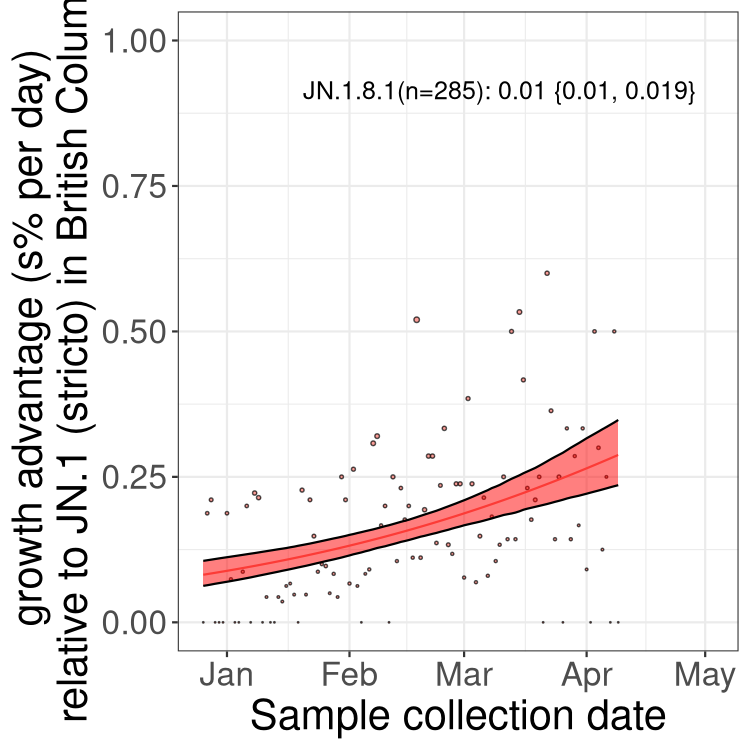 growth advantage (s% per day)
relative to JN.1 (stricto) in British Colum
1.00
0.75
0.50
0.25
0.00
JN.1.8.1(n=285): 0.01 {0.01, 0.019}
Jan Feb Mar Apr May
Sample collection date